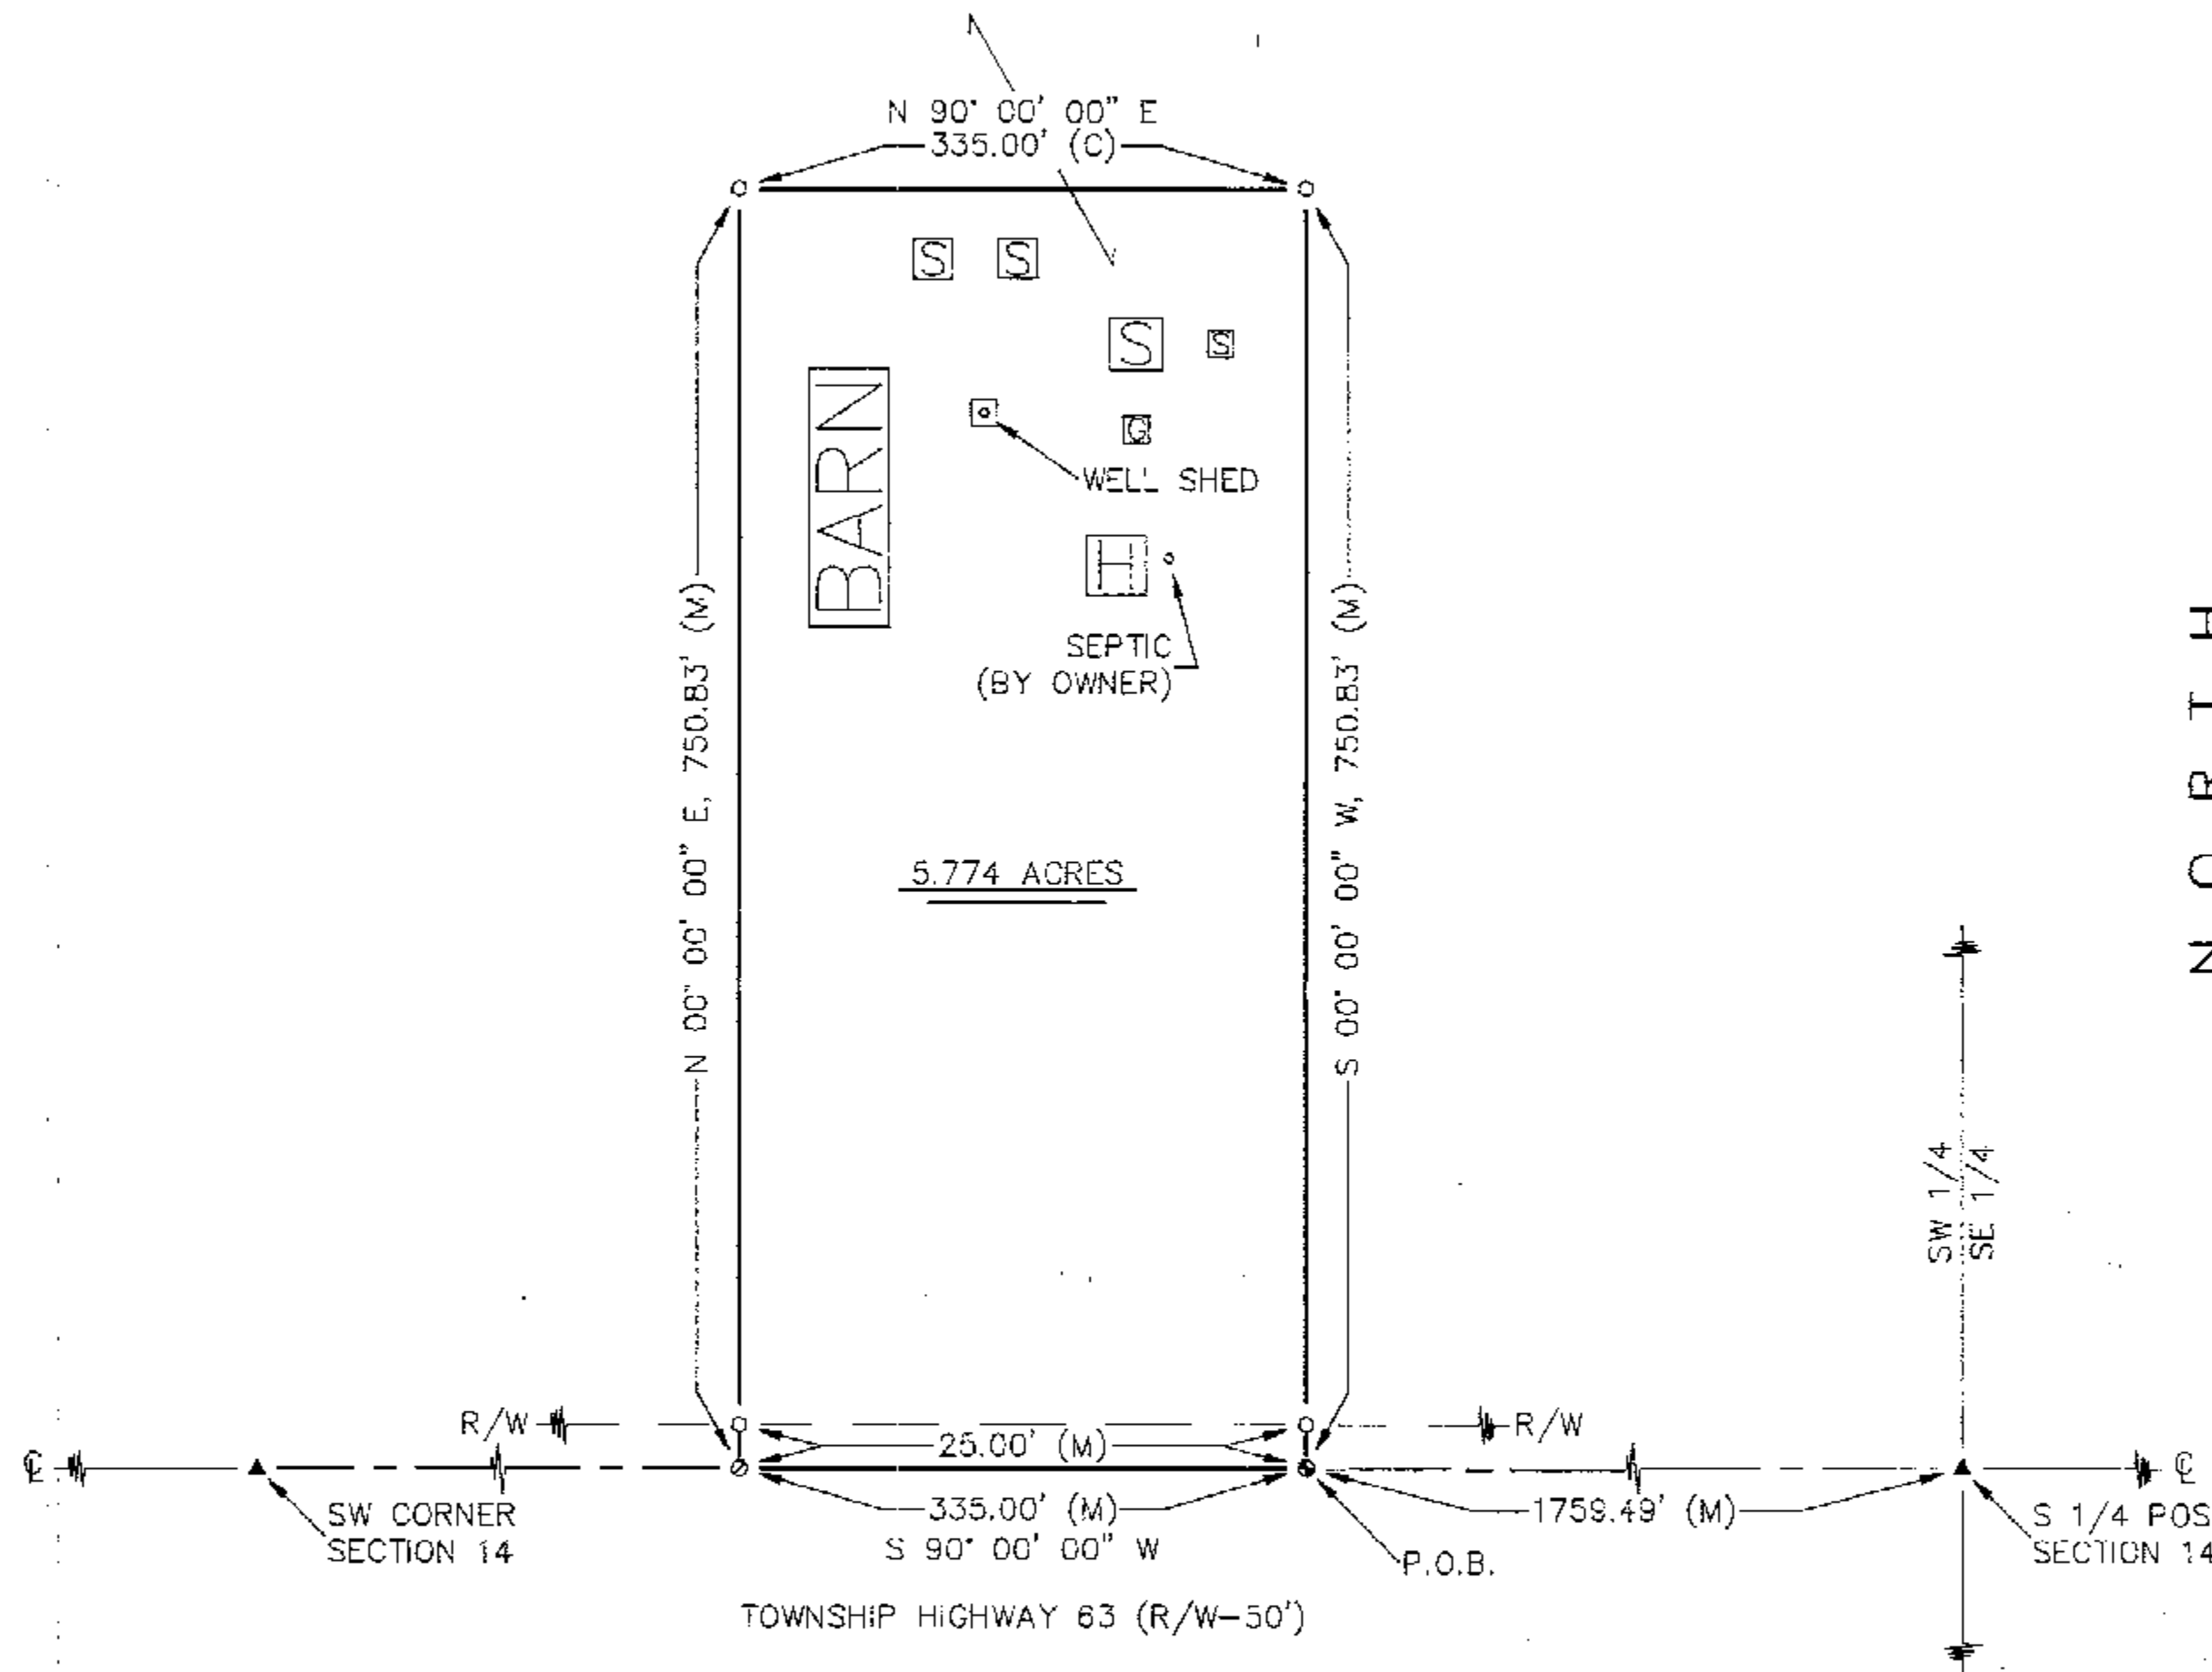 N 90° 00' 00" E
335.00' (C)
S
S
S
S
BARN
G
WELL SHED
H
SEPTIC
(BY OWNER)
N 00° 00' 00" E, 750.83' (M)
S 00° 00' 00" W, 750.83' (M)
NORTH
5.774 ACRES
SW 1/4
SE 1/4
R/W
25.00' (M)
R/W
℄
℄
SW CORNER
SECTION 14
335.00' (M)
S 90° 00' 00" W
1759.49' (M)
P.O.B.
S 1/4 POS
SECTION 14
TOWNSHIP HIGHWAY 63 (R/W-50')